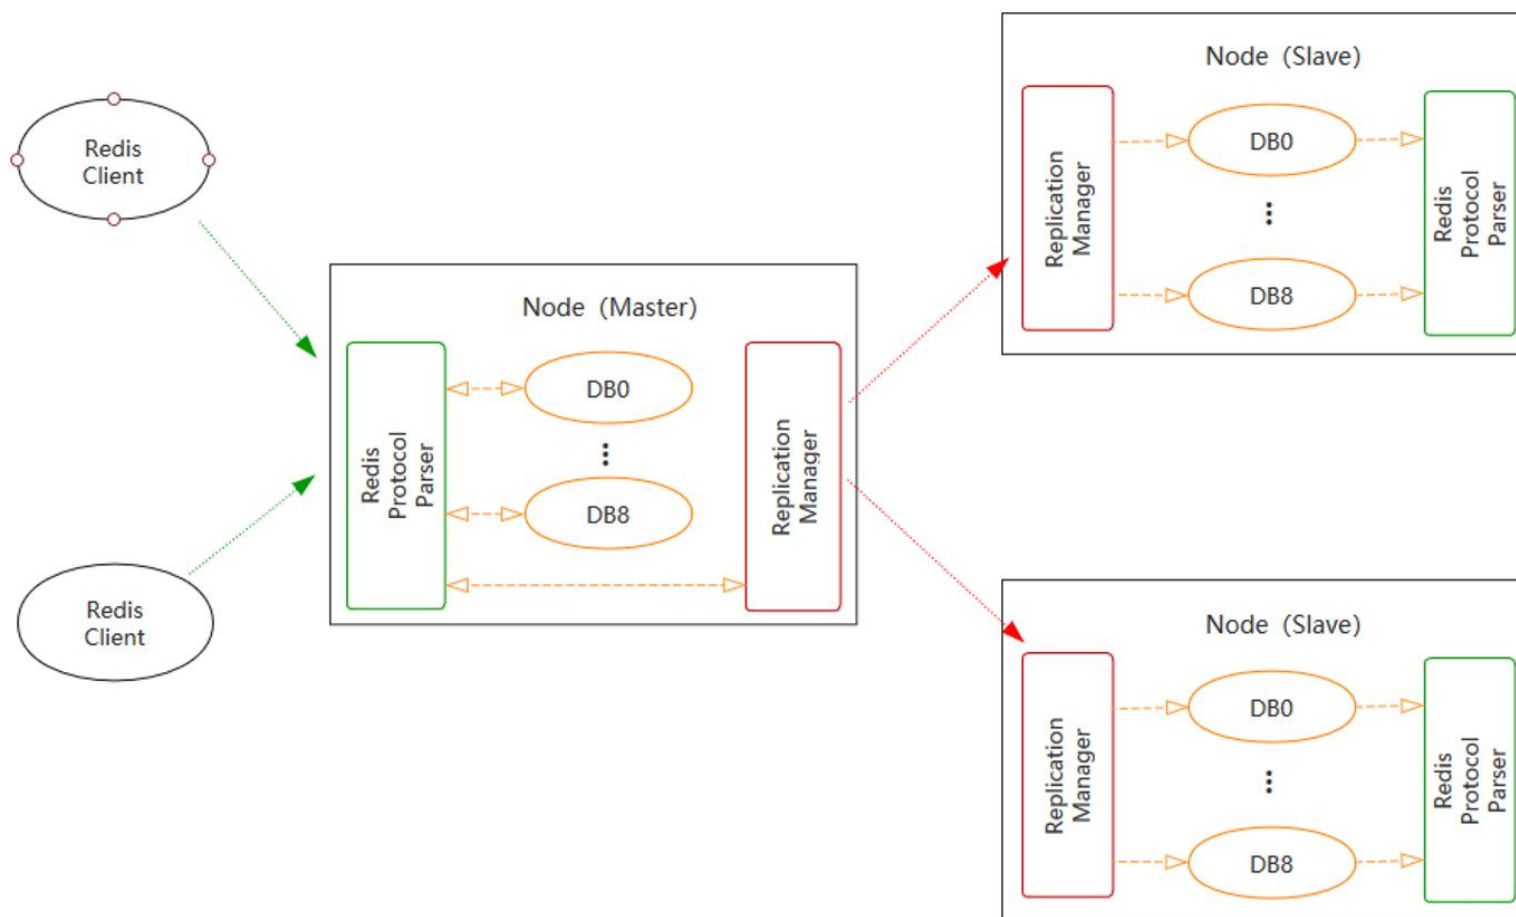 Redis
Client
Redis
Client
Node（Master）
Redis
Protocol
Parser
DB0
...
DB8
Replication
Manager
Node（Slave）
Replication
Manager
DB0
...
DB8
Redis
Protocol
Parser
Node（Slave）
Replication
Manager
DB0
...
DB8
Redis
Protocol
Parser